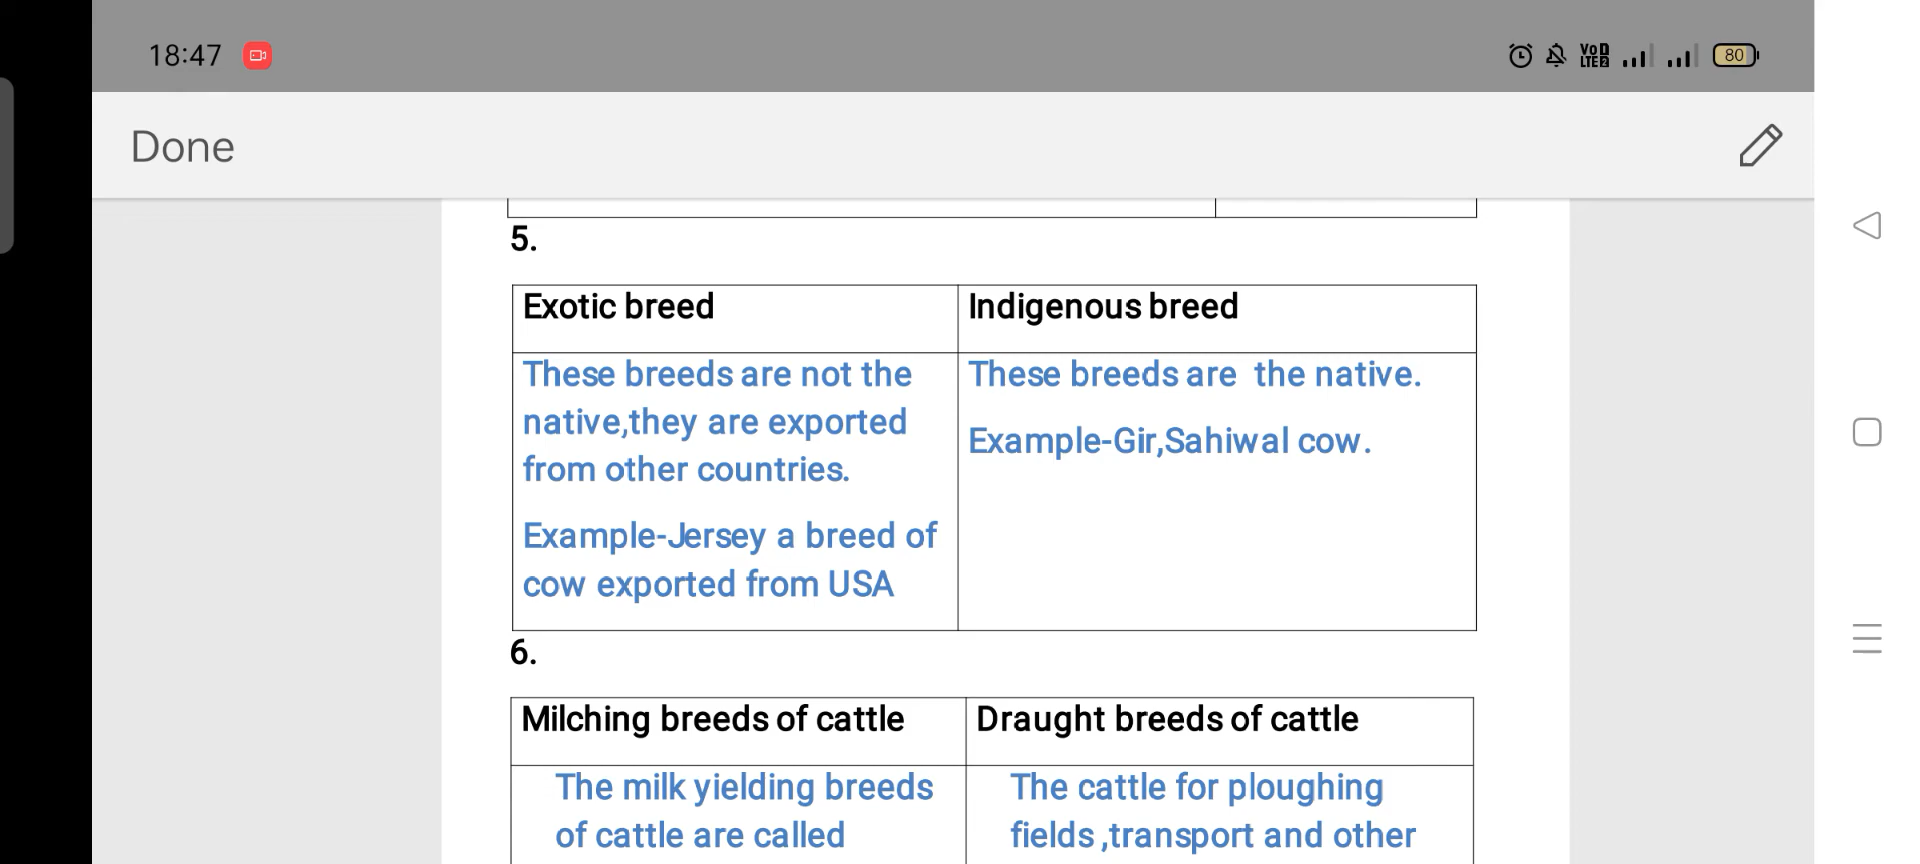 18:47
VoD
LTE2
80
Done
5.
Exotic breed
Indigenous breed
These breeds are not the
native,they are exported
from other countries.
Example-Jersey a breed of
cow exported from USA
These breeds are  the native.
Example-Gir,Sahiwal cow.
6.
Milching breeds of cattle
Draught breeds of cattle
The milk yielding breeds
of cattle are called
The cattle for ploughing
fields ,transport and other